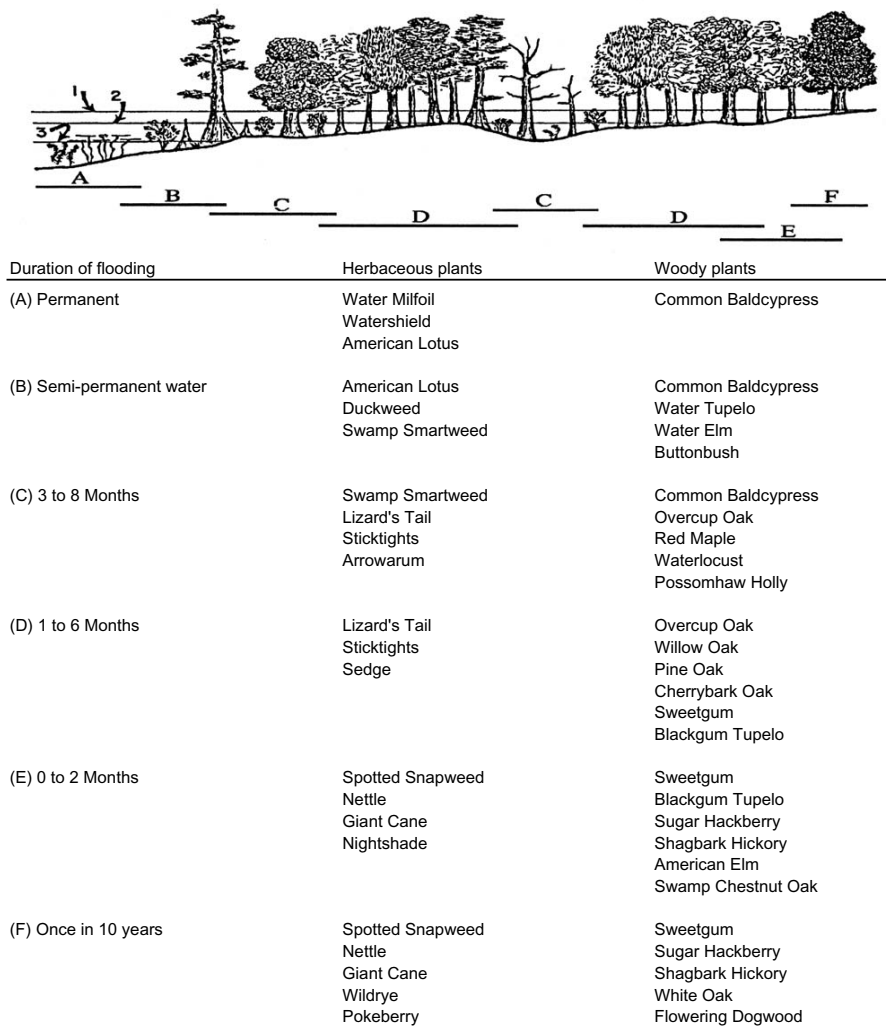 1
2
3
A
B
C
D
C
D
E
F
Duration of flooding Herbaceous plants Woody plants
(A) Permanent Water Milfoil Common Baldcypress
Watershield
American Lotus
(B) Semi-permanent water American Lotus Common Baldcypress
Duckweed Water Tupelo
Swamp Smartweed Water Elm
Buttonbush
(C) 3 to 8 Months Swamp Smartweed Common Baldcypress
Lizard's Tail Overcup Oak
Sticktights Red Maple
Arrowarum Waterlocust
Possomhaw Holly
(D) 1 to 6 Months Lizard's Tail Overcup Oak
Sticktights Willow Oak
Sedge Pine Oak
Cherrybark Oak
Sweetgum
Blackgum Tupelo
(E) 0 to 2 Months Spotted Snapweed Sweetgum
Nettle Blackgum Tupelo
Giant Cane Sugar Hackberry
Nightshade Shagbark Hickory
American Elm
Swamp Chestnut Oak
(F) Once in 10 years Spotted Snapweed Sweetgum
Nettle Sugar Hackberry
Giant Cane Shagbark Hickory
Wildrye White Oak
Pokeberry Flowering Dogwood